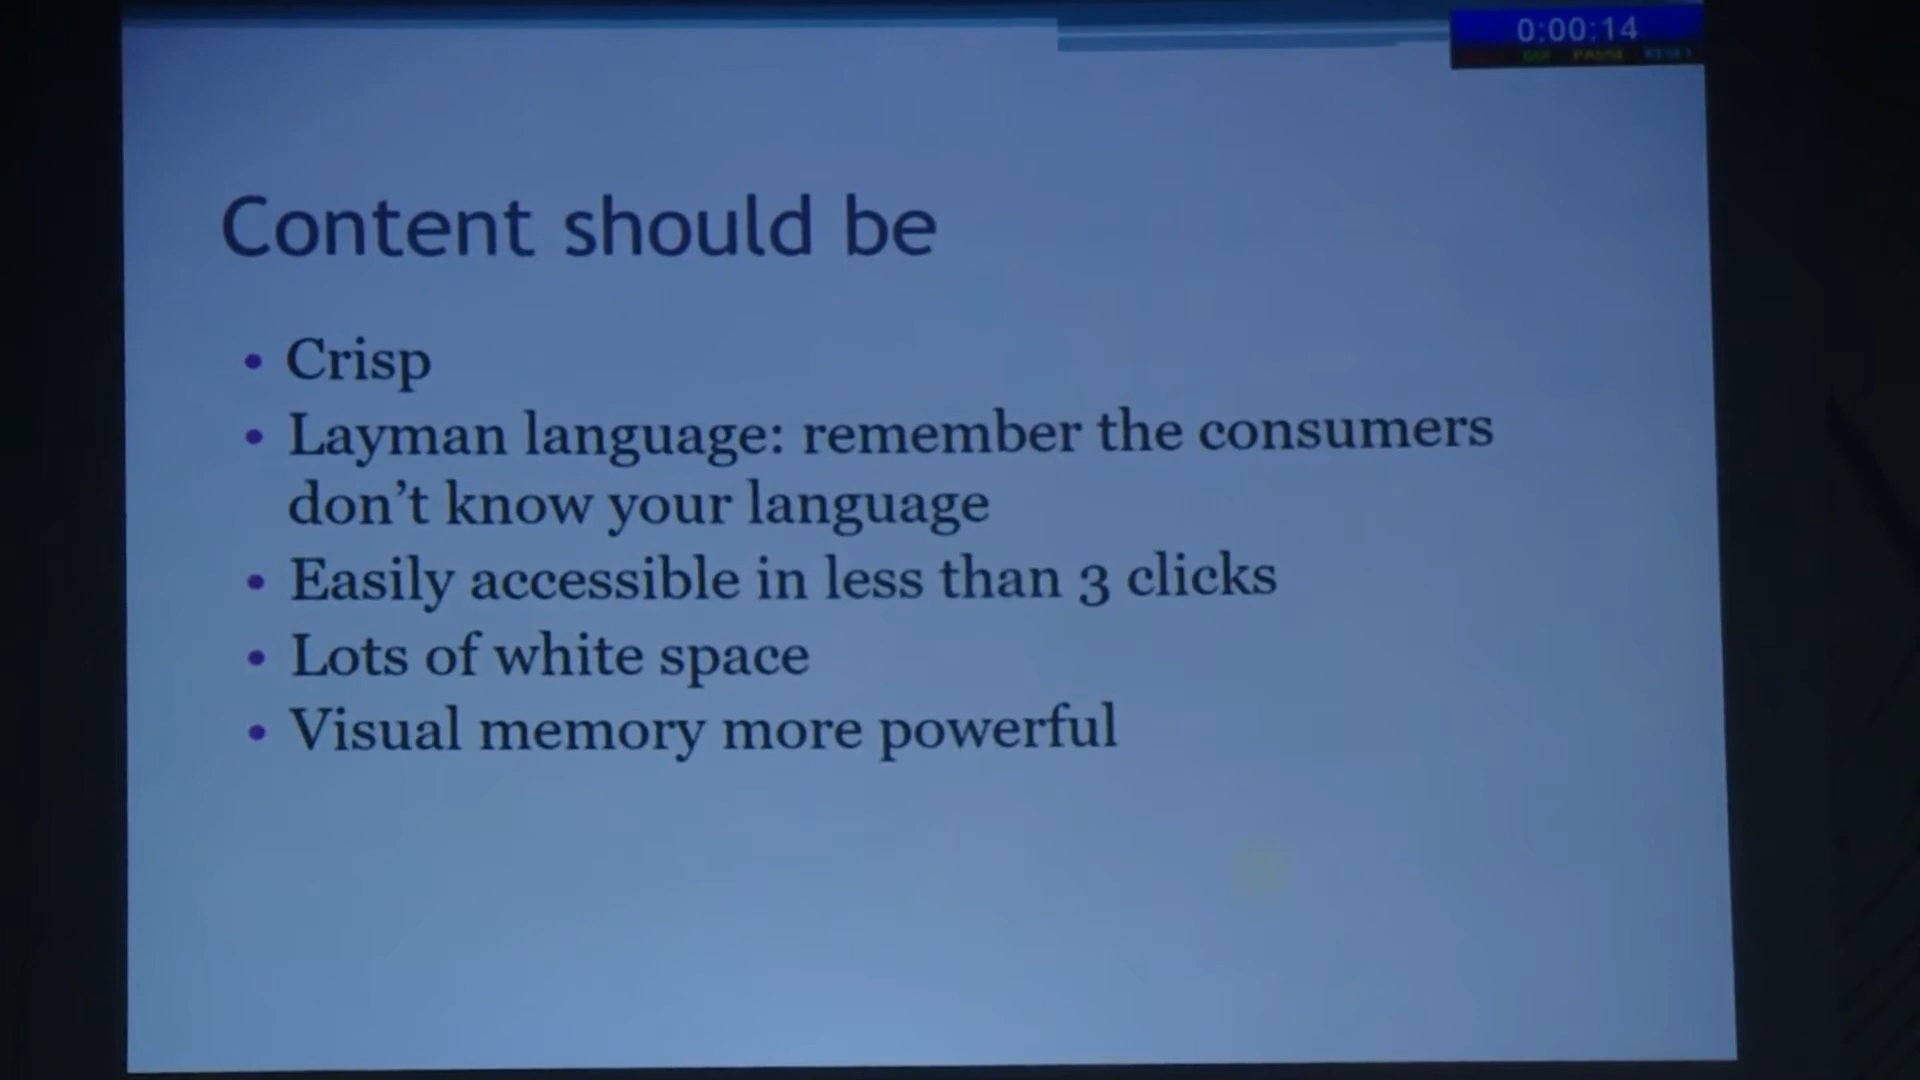 0:00:14
PAUSE
Content should be
• Crisp
• Layman language: remember the consumers
don’t know your language
• Easily accessible in less than 3 clicks
• Lots of white space
• Visual memory more powerful